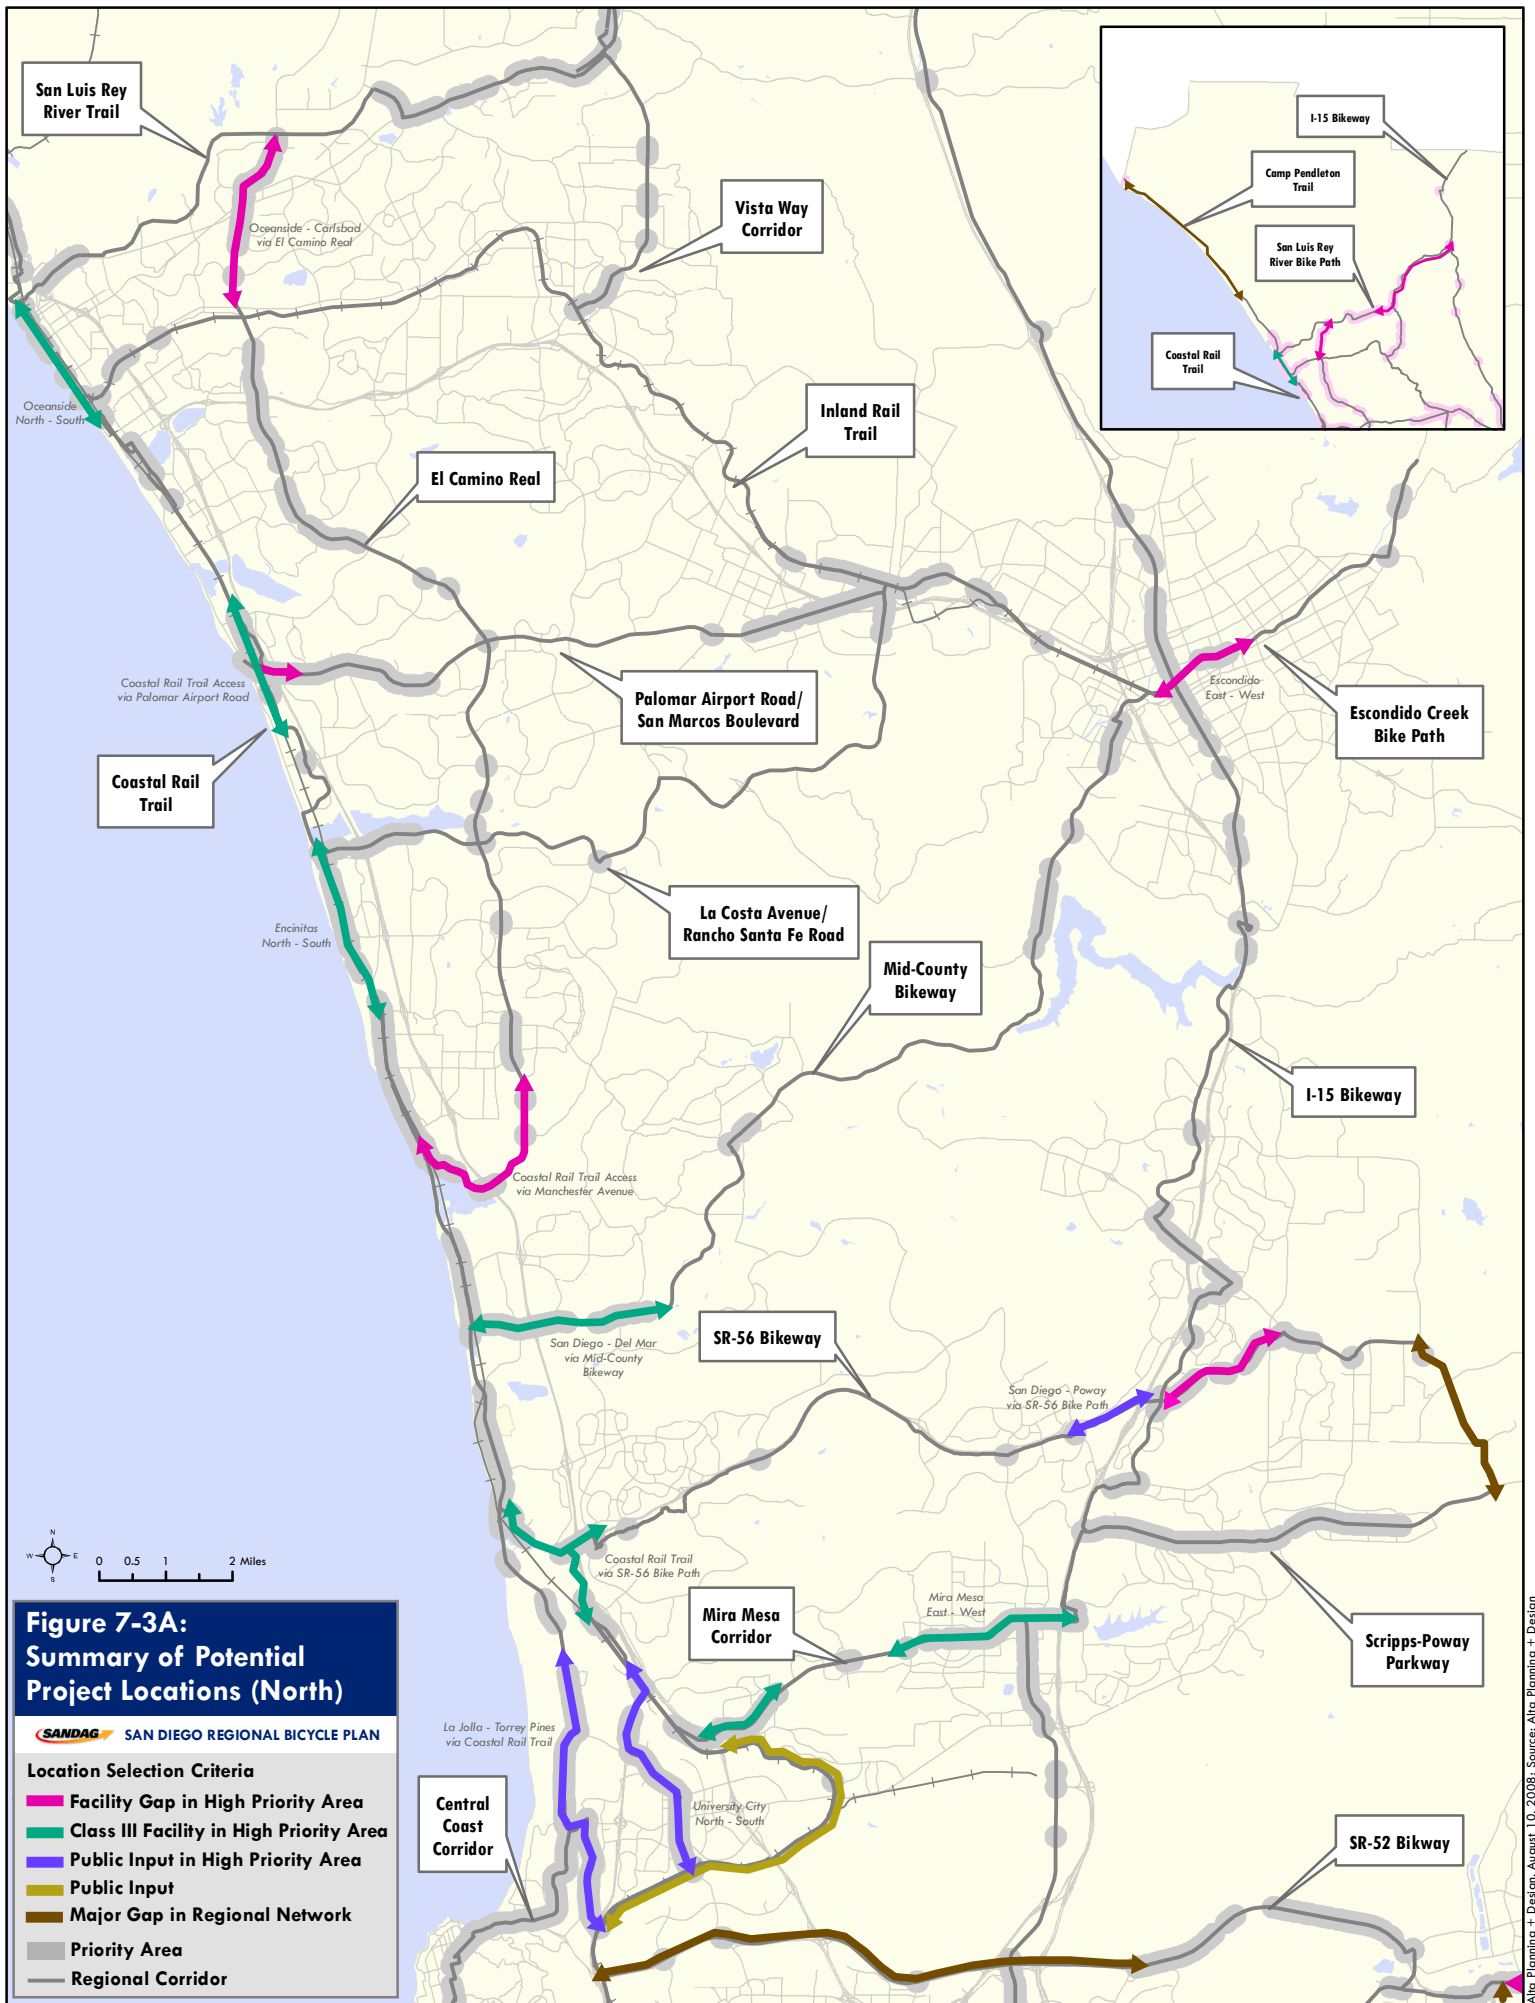 San Luis Rey
River Trail
Oceanside - Carlsbad
via El Camino Real
Vista Way
Corridor
I-15 Bikeway
Camp Pendleton
Trail
San Luis Rey
River Bike Path
Coastal Rail
Trail
Oceanside
North - South
El Camino Real
Inland Rail
Trail
Coastal Rail Trail Access
via Palomar Airport Road
Palomar Airport Road/
San Marcos Boulevard
Escondido
East - West
Escondido Creek
Bike Path
Coastal Rail
Trail
La Costa Avenue/
Rancho Santa Fe Road
Encinitas
North - South
Mid-County
Bikeway
I-15 Bikeway
Coastal Rail Trail Access
via Manchester Avenue
San Diego - Del Mar
via Mid-County
Bikeway
SR-56 Bikeway
San Diego - Poway
via SR-56 Bike Path
Coastal Rail Trail
via SR-56 Bike Path
Mira Mesa
East - West
Mira Mesa
Corridor
Scripps-Poway
Parkway
La Jolla - Torrey Pines
via Coastal Rail Trail
University City
North - South
Central
Coast
Corridor
SR-52 Bikway
N
W E
S
0 0.5 1 2 Miles
Figure 7-3A:
Summary of Potential
Project Locations (North)
SANDAG SAN DIEGO REGIONAL BICYCLE PLAN
Location Selection Criteria
Facility Gap in High Priority Area
Class III Facility in High Priority Area
Public Input in High Priority Area
Public Input
Major Gap in Regional Network
Priority Area
Regional Corridor
Alta Planning + Design, August 10, 2008; Source: Alta Planning + Design